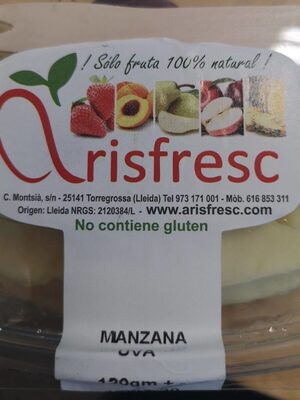 ¡ Sólo fruta 100% natural !
arisfresc
C. Montsià, s/n - 25141 Torregrossa (Lleida) Tel 973 171 001 - Mòb. 616 853 311
Origen: Lleida NRGS: 2120384/L - www.arisfresc.com
No contiene gluten
MANZANA
UVA
120gm +